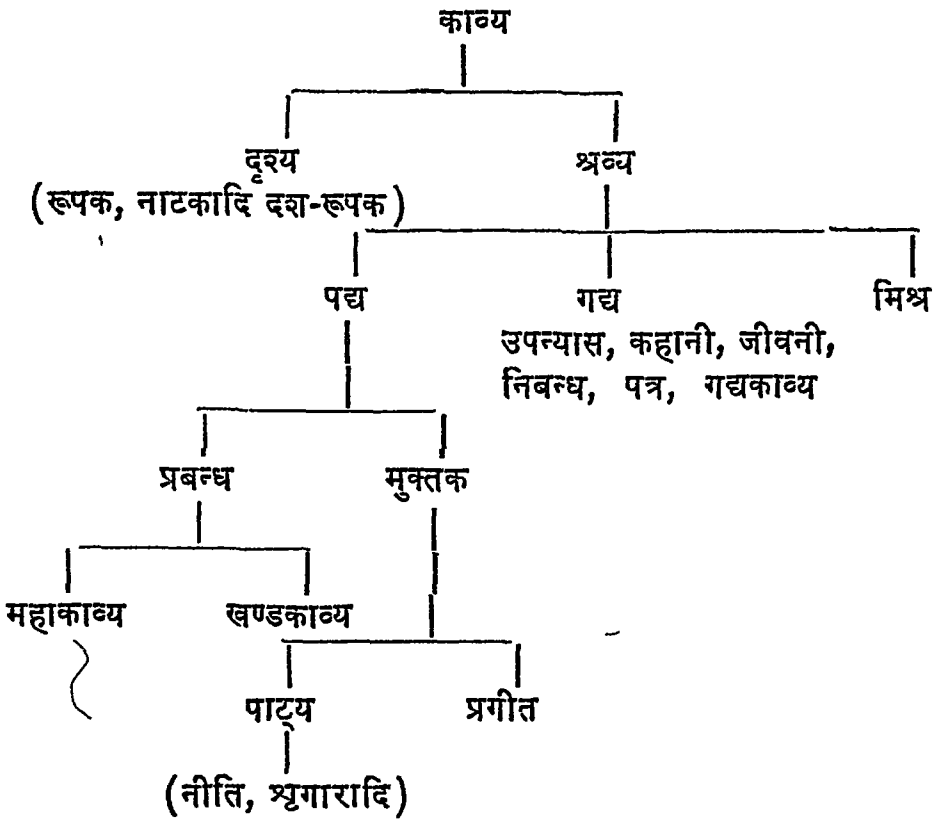 काव्य
दृश्य श्रव्य
(रूपक, नाटकादि दश-रूपक)
पद्य गद्य मिश्र
उपन्यास, कहानी, जीवनी,
निबन्ध, पत्र, गद्यकाव्य
प्रबन्ध मुक्तक
महाकाव्य खण्डकाव्य
पाट्य प्रगीत
(नीति, श्रृगारादि)